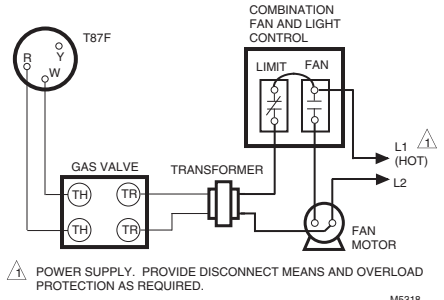 COMBINATION
FAN AND LIGHT
CONTROL
T87F
R
Y
W
LIMIT
FAN
L1
(HOT)
1
L2
GAS VALVE
TRANSFORMER
TH
TR
TH
TR
FAN
MOTOR
1 POWER SUPPLY. PROVIDE DISCONNECT MEANS AND OVERLOAD
PROTECTION AS REQUIRED.
M5318